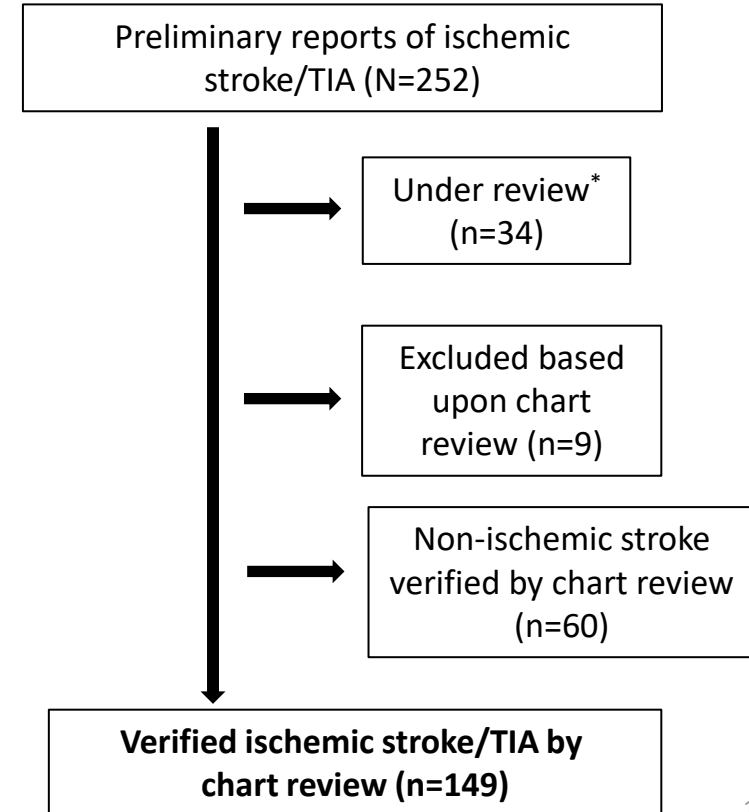 Preliminary reports of ischemic
stroke/TIA (N=252)
Under review*
(n=34)
Excluded based
upon chart
review (n=9)
Non-ischemic stroke
verified by chart review
(n=60)
Verified ischemic stroke/TIA by
chart review (n=149)